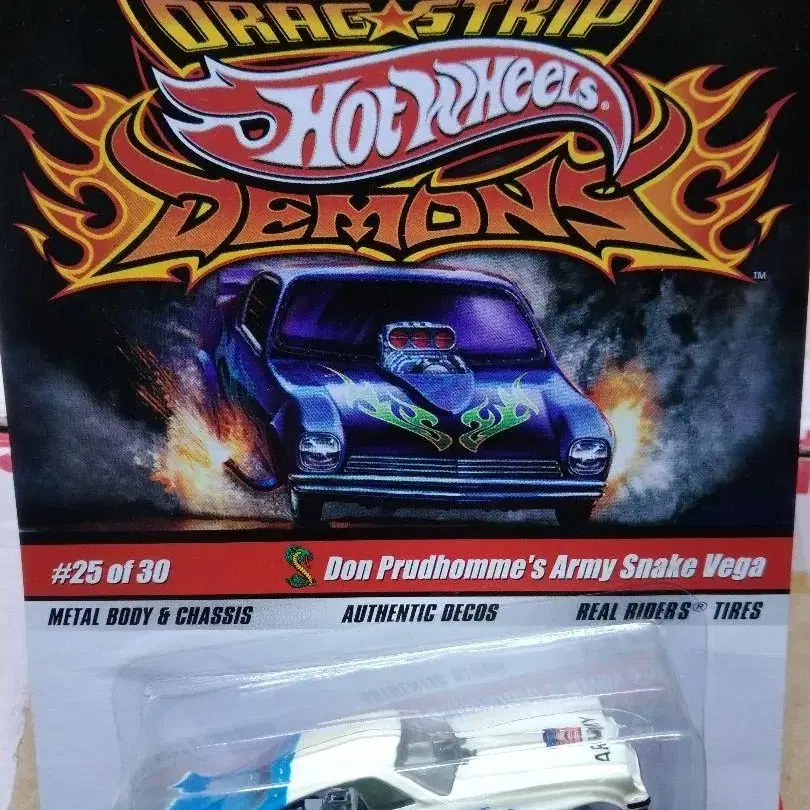 DRAG★STRIP
HOT WHEELS®
DEMONS
TM
#25 of 30 Don Prudhomme's Army Snake Vega
METAL BODY & CHASSIS AUTHENTIC DECOS REAL RIDERS® TIRES
ARMY